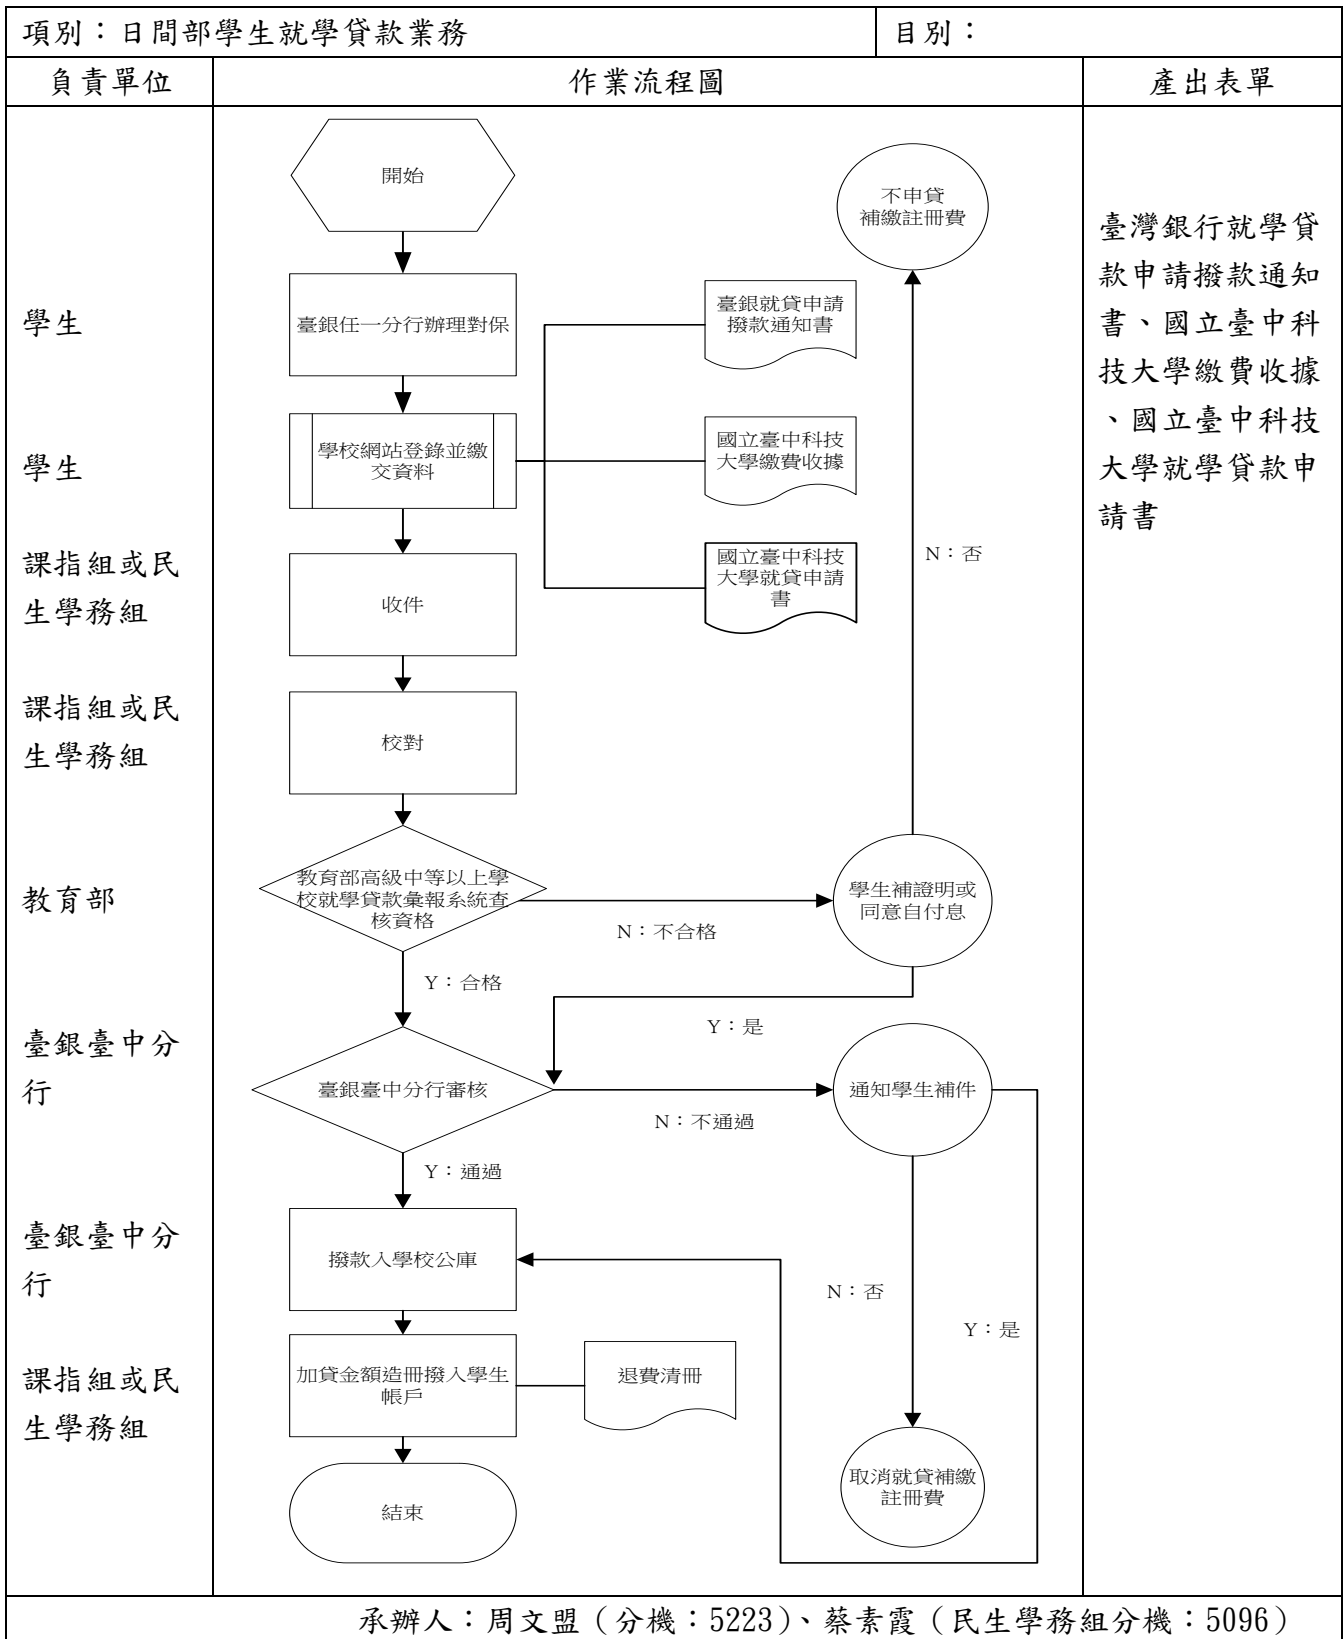 項別：日間部學生就學貸款業務
目別：
負責單位
作業流程圖
產出表單
開始
不申貸
補繳註冊費
臺灣銀行就學貸
款申請撥款通知
書、國立臺中科
技大學繳費收據
、國立臺中科技
大學就學貸款申
請書
學生
臺銀任一分行辦理對保
臺銀就貸申請
撥款通知書
學生
學校網站登錄並繳
交資料
國立臺中科技
大學繳費收據
課指組或民
生學務組
收件
國立臺中科技
大學就貸申請
書
N：否
課指組或民
生學務組
校對
教育部
教育部高級中等以上學
校就學貸款彙報系統查
核資格
N：不合格
學生補證明或
同意自付息
Y：合格
Y：是
臺銀臺中分
行
臺銀臺中分行審核
N：不通過
通知學生補件
Y：通過
臺銀臺中分
行
撥款入學校公庫
N：否
Y：是
課指組或民
生學務組
加貸金額造冊撥入學生
帳戶
退費清冊
取消就貸補繳
註冊費
結束
承辦人：周文盟（分機：5223）、蔡素霞（民生學務組分機：5096）